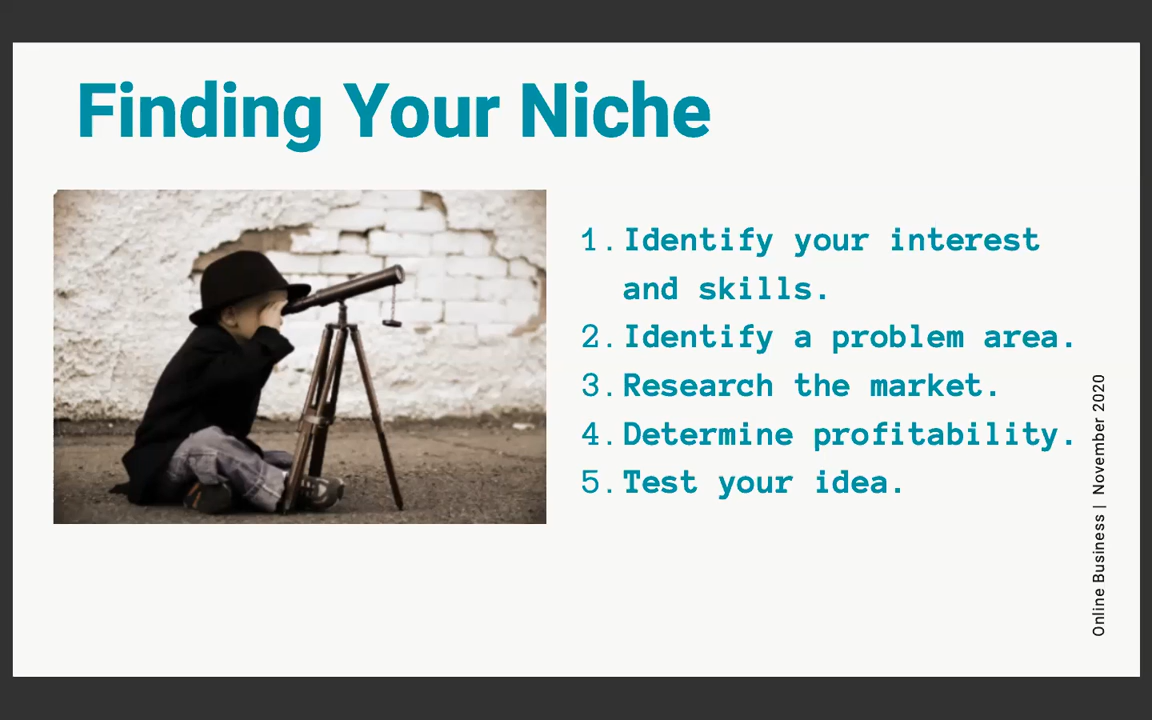 Finding Your Niche
1. Identify your interest
and skills.
2. Identify a problem area.
3. Research the market.
4. Determine profitability.
5. Test your idea.
Online Business | November 2020